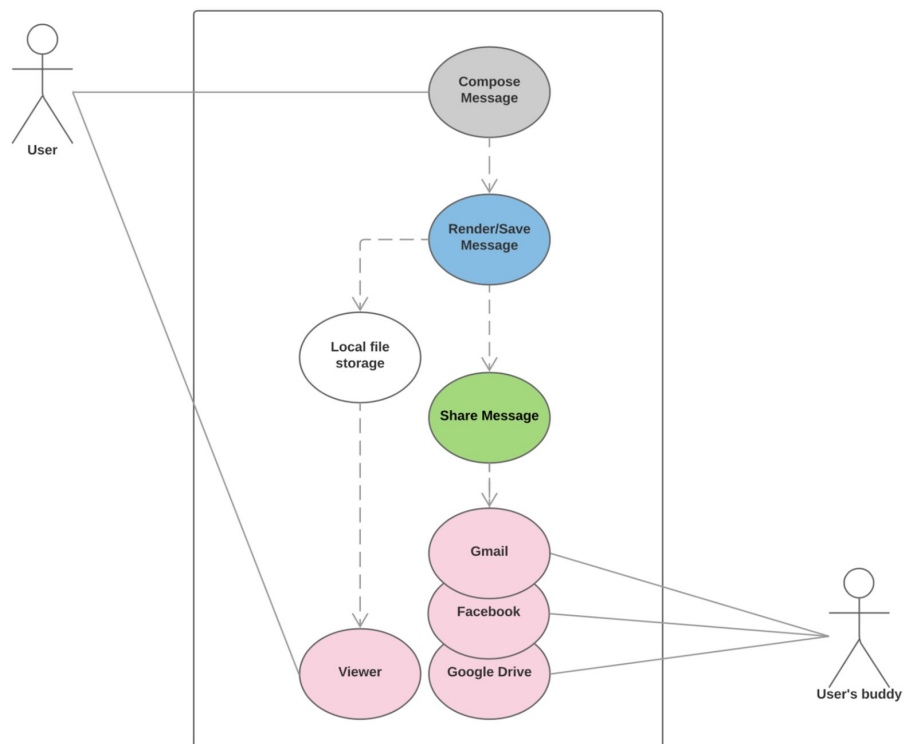 Compose
Message
User
Render/Save
Message
Local file
storage
Share Message
Gmail
Facebook
Viewer
Google Drive
User's buddy